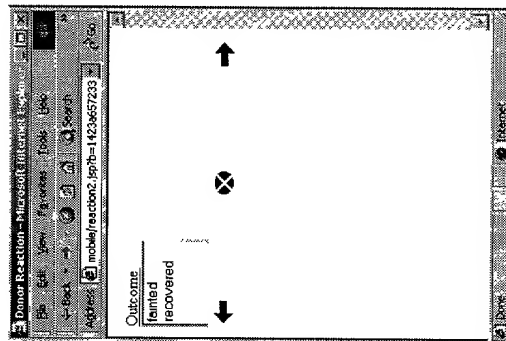 Donor Reaction - Microsoft Internet Explorer
File Edit View Favorites Tools Help
Back Search
Address mobile/reaction2.jsp?b=1423a657233 Go
Outcome
fainted
recovered
Done Internet